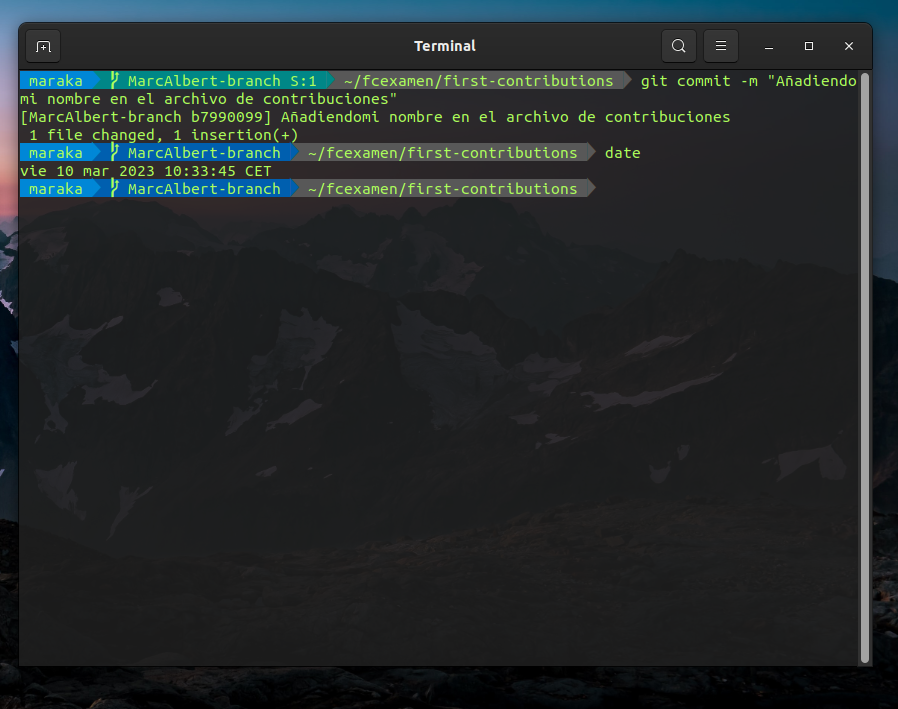 Terminal
maraka MarcAlbert-branch S:1 ~/fcexamen/first-contributions git commit -m "Añadiendo
mi nombre en el archivo de contribuciones"
[MarcAlbert-branch b7990099] Añadiendomi nombre en el archivo de contribuciones
1 file changed, 1 insertion(+)
maraka MarcAlbert-branch ~/fcexamen/first-contributions date
vie 10 mar 2023 10:33:45 CET
maraka MarcAlbert-branch ~/fcexamen/first-contributions